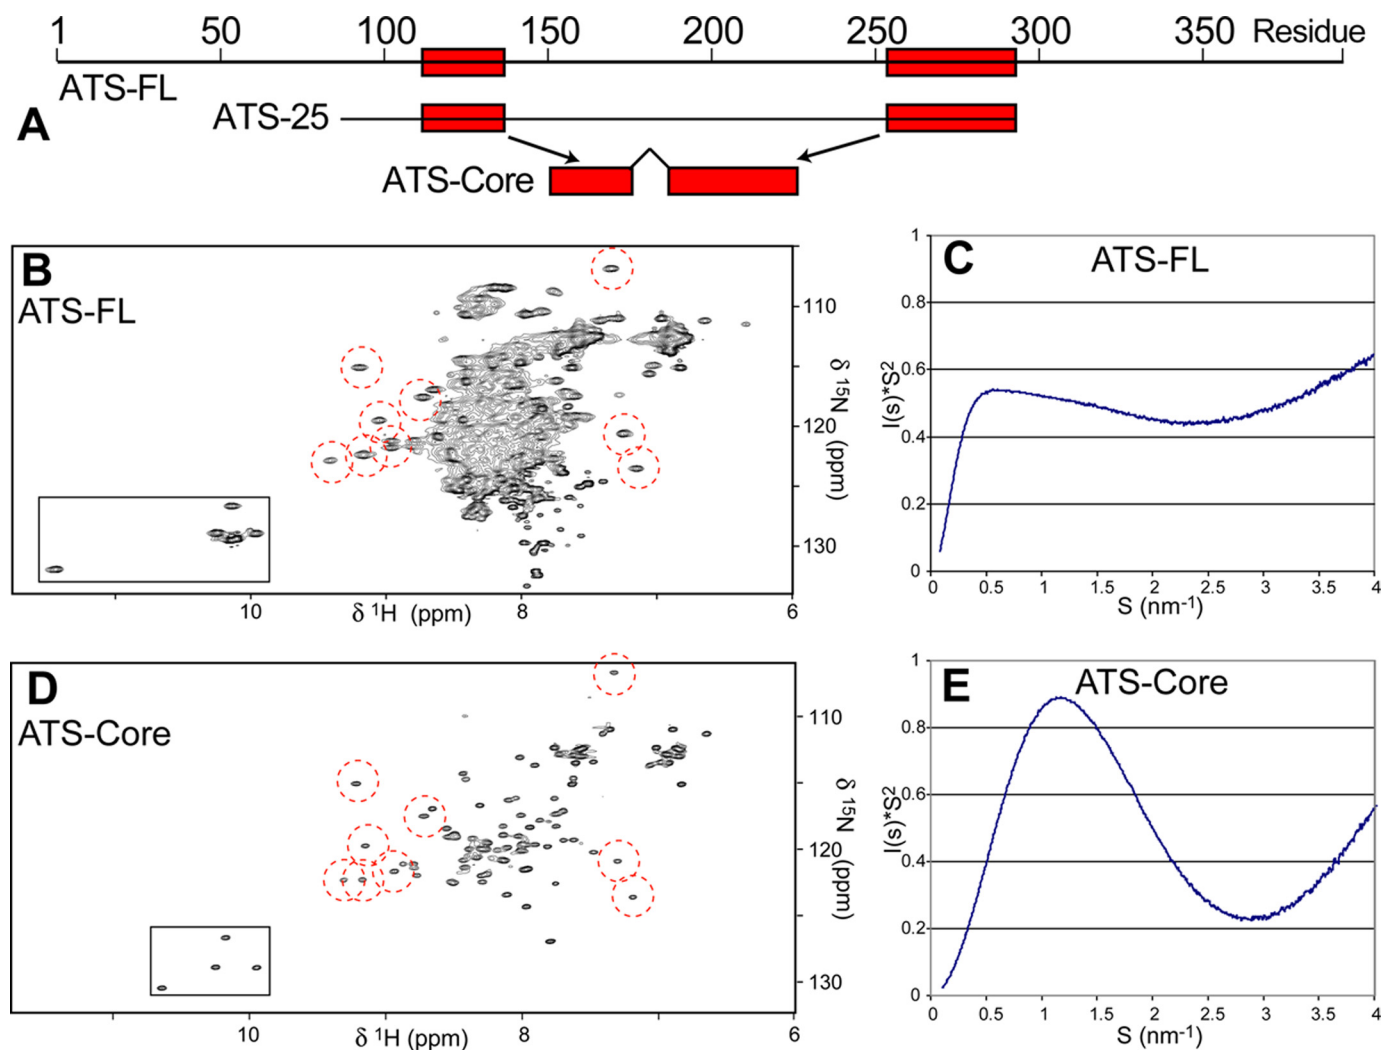 1 50 100 150 200 250 300 350 Residue
ATS-FL
A
ATS-25
ATS-Core
B
ATS-FL
110
120
130
δ 15N (ppm)
10 8 6
δ 1H (ppm)
C
ATS-FL
1
0.8
0.6
0.4
0.2
0
I(s)*S2
0 0.5 1 1.5 2 2.5 3 3.5 4
S (nm-1)
D
ATS-Core
110
120
130
δ 15N (ppm)
10 8 6
δ 1H (ppm)
E
ATS-Core
1
0.8
0.6
0.4
0.2
0
I(s)*S2
0 0.5 1 1.5 2 2.5 3 3.5 4
S (nm-1)